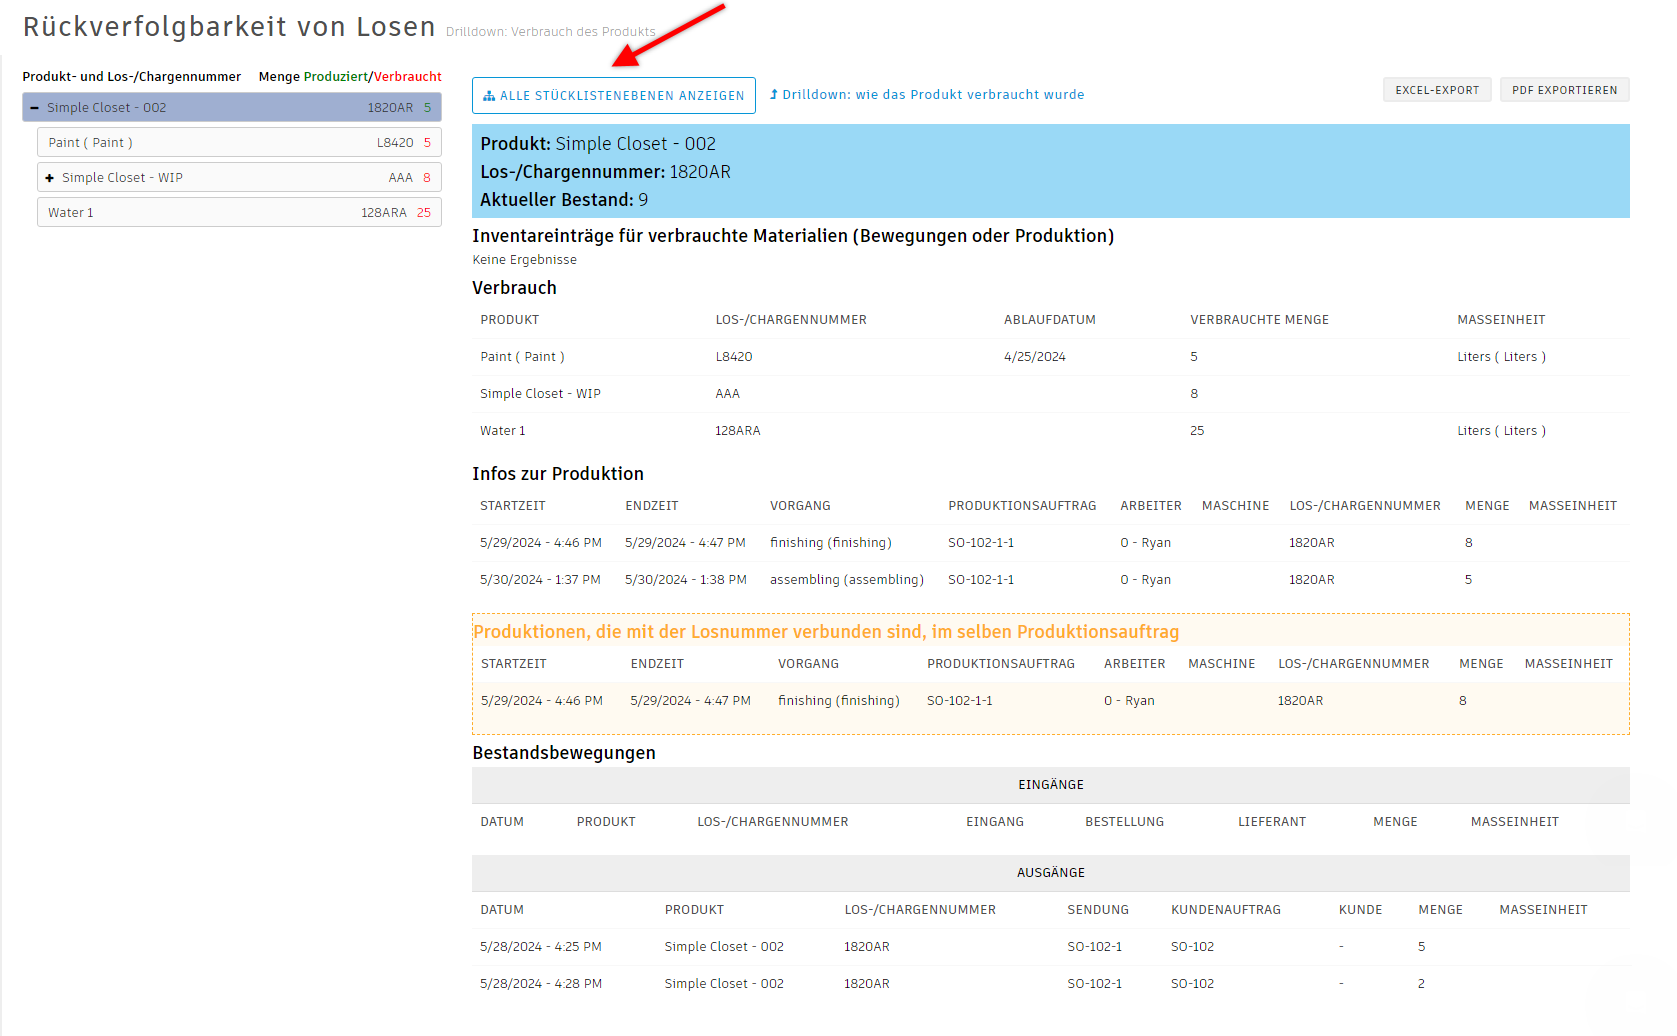 Rückverfolgbarkeit von Losen Drilldown: Verbrauch des Produkts
Produkt- und Los-/Chargennummer Menge Produziert/Verbraucht
Simple Closet - 002 1820AR 5
Paint ( Paint ) L8420 5
Simple Closet - WIP AAA 8
Water 1 128ARA 25
ALLE STÜCKLISTENEBENEN ANZEIGEN Drilldown: wie das Produkt verbraucht wurde EXCEL-EXPORT PDF EXPORTIEREN
Produkt: Simple Closet - 002
Los-/Chargennummer: 1820AR
Aktueller Bestand: 9
Inventareinträge für verbrauchte Materialien (Bewegungen oder Produktion)
Keine Ergebnisse
Verbrauch
PRODUKT LOS-/CHARGENNUMMER ABLAUFDATUM VERBRAUCHTE MENGE MASSEINHEIT
Paint ( Paint ) L8420 4/25/2024 5 Liters ( Liters )
Simple Closet - WIP AAA 8
Water 1 128ARA 25 Liters ( Liters )
Infos zur Produktion
STARTZEIT ENDZEIT VORGANG PRODUKTIONSAUFTRAG ARBEITER MASCHINE LOS-/CHARGENNUMMER MENGE MASSEINHEIT
5/29/2024 - 4:46 PM 5/29/2024 - 4:47 PM finishing (finishing) SO-102-1-1 0 - Ryan 1820AR 8
5/30/2024 - 1:37 PM 5/30/2024 - 1:38 PM assembling (assembling) SO-102-1-1 0 - Ryan 1820AR 5
Produktionen, die mit der Losnummer verbunden sind, im selben Produktionsauftrag
STARTZEIT ENDZEIT VORGANG PRODUKTIONSAUFTRAG ARBEITER MASCHINE LOS-/CHARGENNUMMER MENGE MASSEINHEIT
5/29/2024 - 4:46 PM 5/29/2024 - 4:47 PM finishing (finishing) SO-102-1-1 0 - Ryan 1820AR 8
Bestandsbewegungen
EINGÄNGE
DATUM PRODUKT LOS-/CHARGENNUMMER EINGANG BESTELLUNG LIEFERANT MENGE MASSEINHEIT
AUSGÄNGE
DATUM PRODUKT LOS-/CHARGENNUMMER SENDUNG KUNDENAUFTRAG KUNDE MENGE MASSEINHEIT
5/28/2024 - 4:25 PM Simple Closet - 002 1820AR SO-102-1 SO-102 - 5
5/28/2024 - 4:28 PM Simple Closet - 002 1820AR SO-102-1 SO-102 - 2